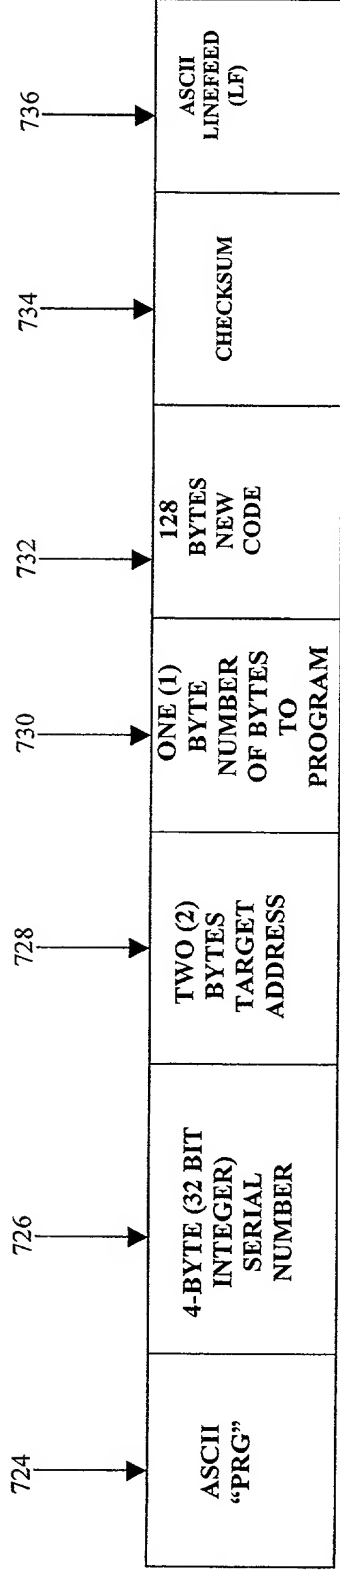 724
726
728
730
732
734
736
ASCII
“PRG”
4-BYTE (32 BIT
INTEGER)
SERIAL
NUMBER
TWO (2)
BYTES
TARGET
ADDRESS
ONE (1)
BYTE
NUMBER
OF BYTES
TO
PROGRAM
128
BYTES
NEW
CODE
CHECKSUM
ASCII
LINEFEED
(LF)